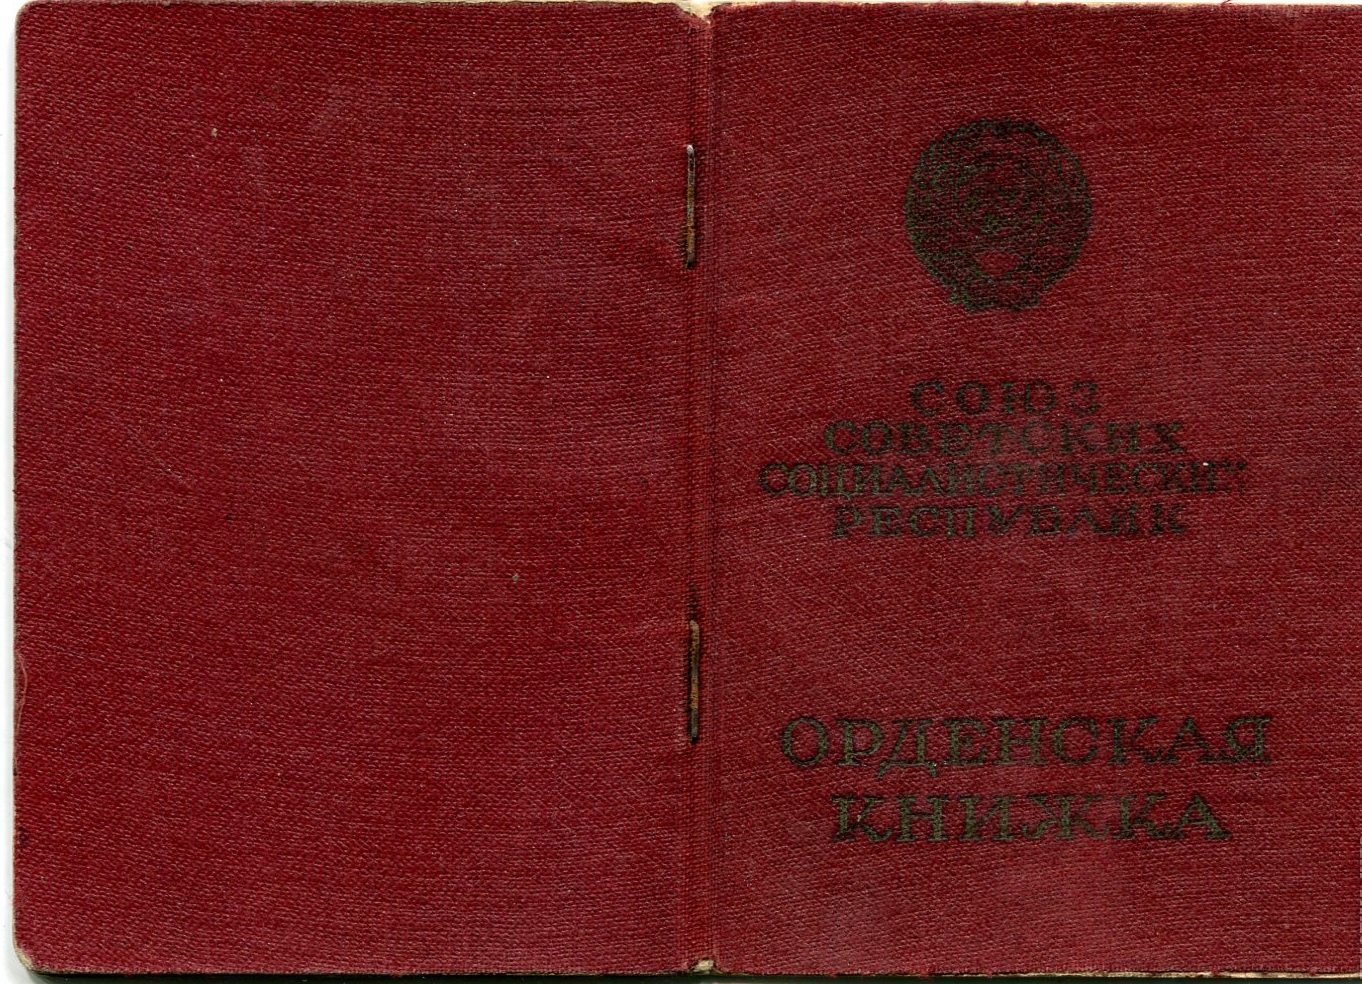 СОЮЗ
СОВЕТСКИХ
СОЦИАЛИСТИЧЕСКИХ
РЕСПУБЛИК
ОРДЕНСКАЯ
КНИЖКА